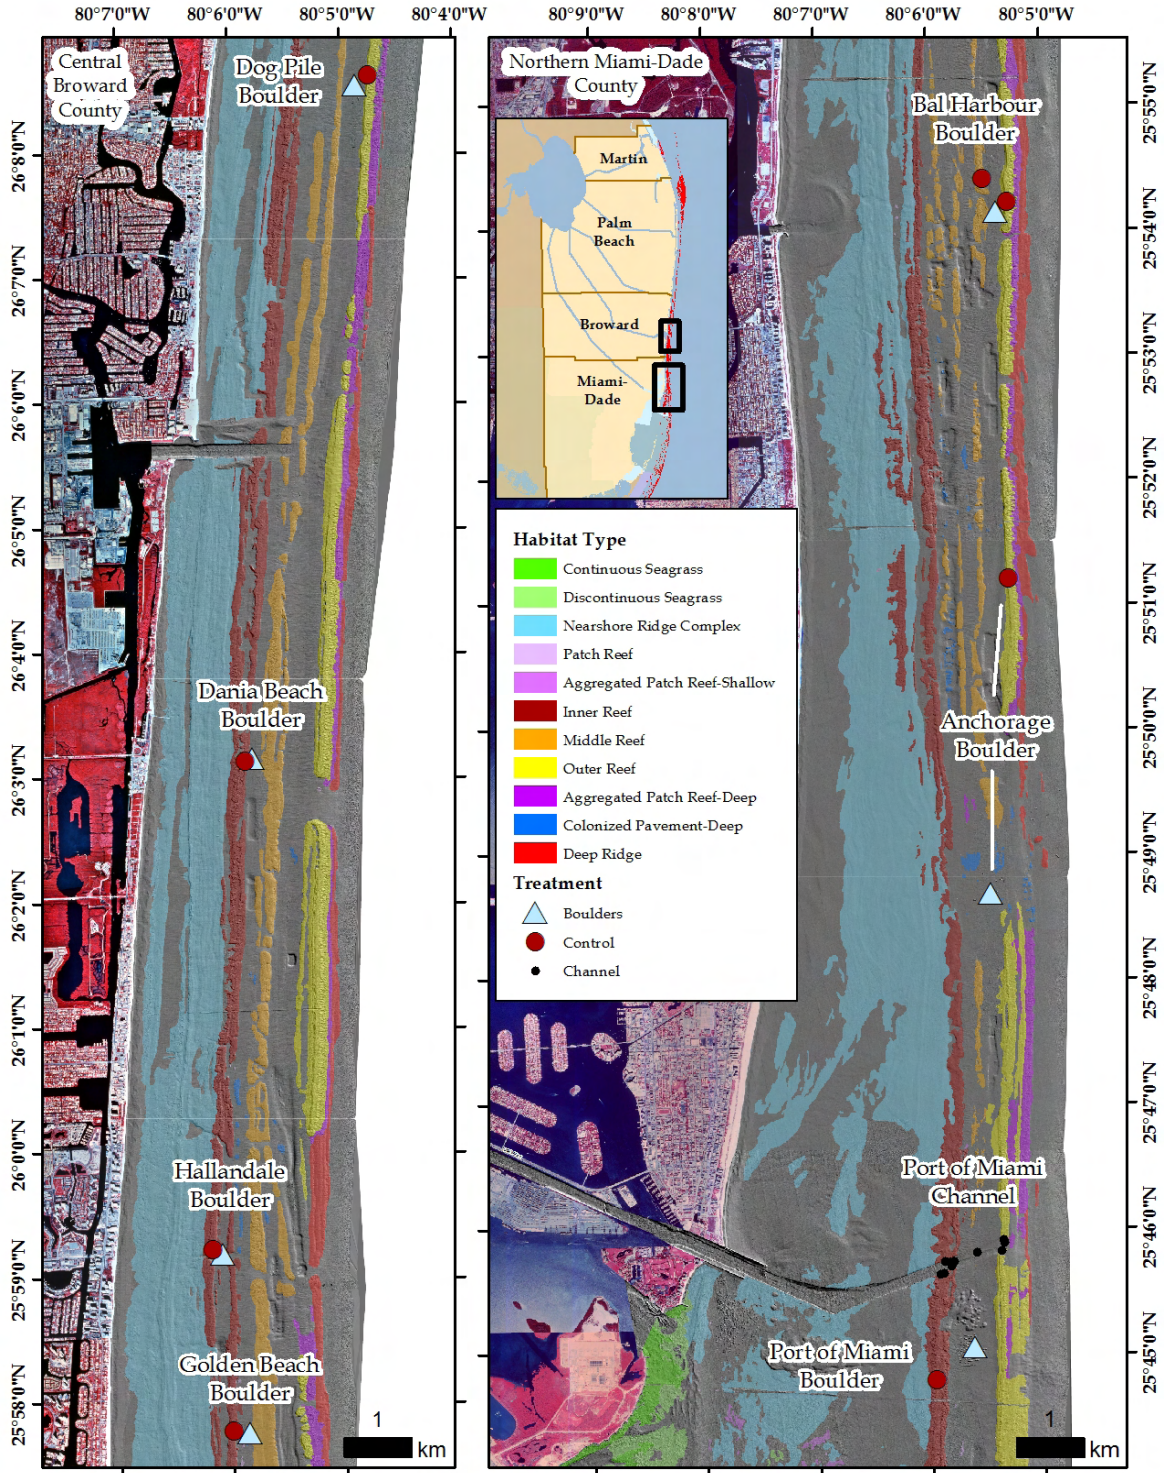 80°7'0"W 80°6'0"W 80°5'0"W 80°4'0"W
80°9'0"W 80°8'0"W 80°7'0"W 80°6'0"W 80°5'0"W
Central
Broward
County
Dog Pile
Boulder
Dania Beach
Boulder
Hallandale
Boulder
Golden Beach
Boulder
1
km
26°8'0"N
26°7'0"N
26°6'0"N
26°5'0"N
26°4'0"N
26°3'0"N
26°2'0"N
26°1'0"N
26°0'0"N
25°59'0"N
25°58'0"N
Northern Miami-Dade
County
Martin
Palm
Beach
Broward
Miami-
Dade
Habitat Type
Continuous Seagrass
Discontinuous Seagrass
Nearshore Ridge Complex
Patch Reef
Aggregated Patch Reef-Shallow
Inner Reef
Middle Reef
Outer Reef
Aggregated Patch Reef-Deep
Colonized Pavement-Deep
Deep Ridge
Treatment
Boulders
Control
Channel
Bal Harbour
Boulder
Anchorage
Boulder
Port of Miami
Channel
Port of Miami
Boulder
1
km
25°55'0"N
25°54'0"N
25°53'0"N
25°52'0"N
25°51'0"N
25°50'0"N
25°49'0"N
25°48'0"N
25°47'0"N
25°46'0"N
25°45'0"N